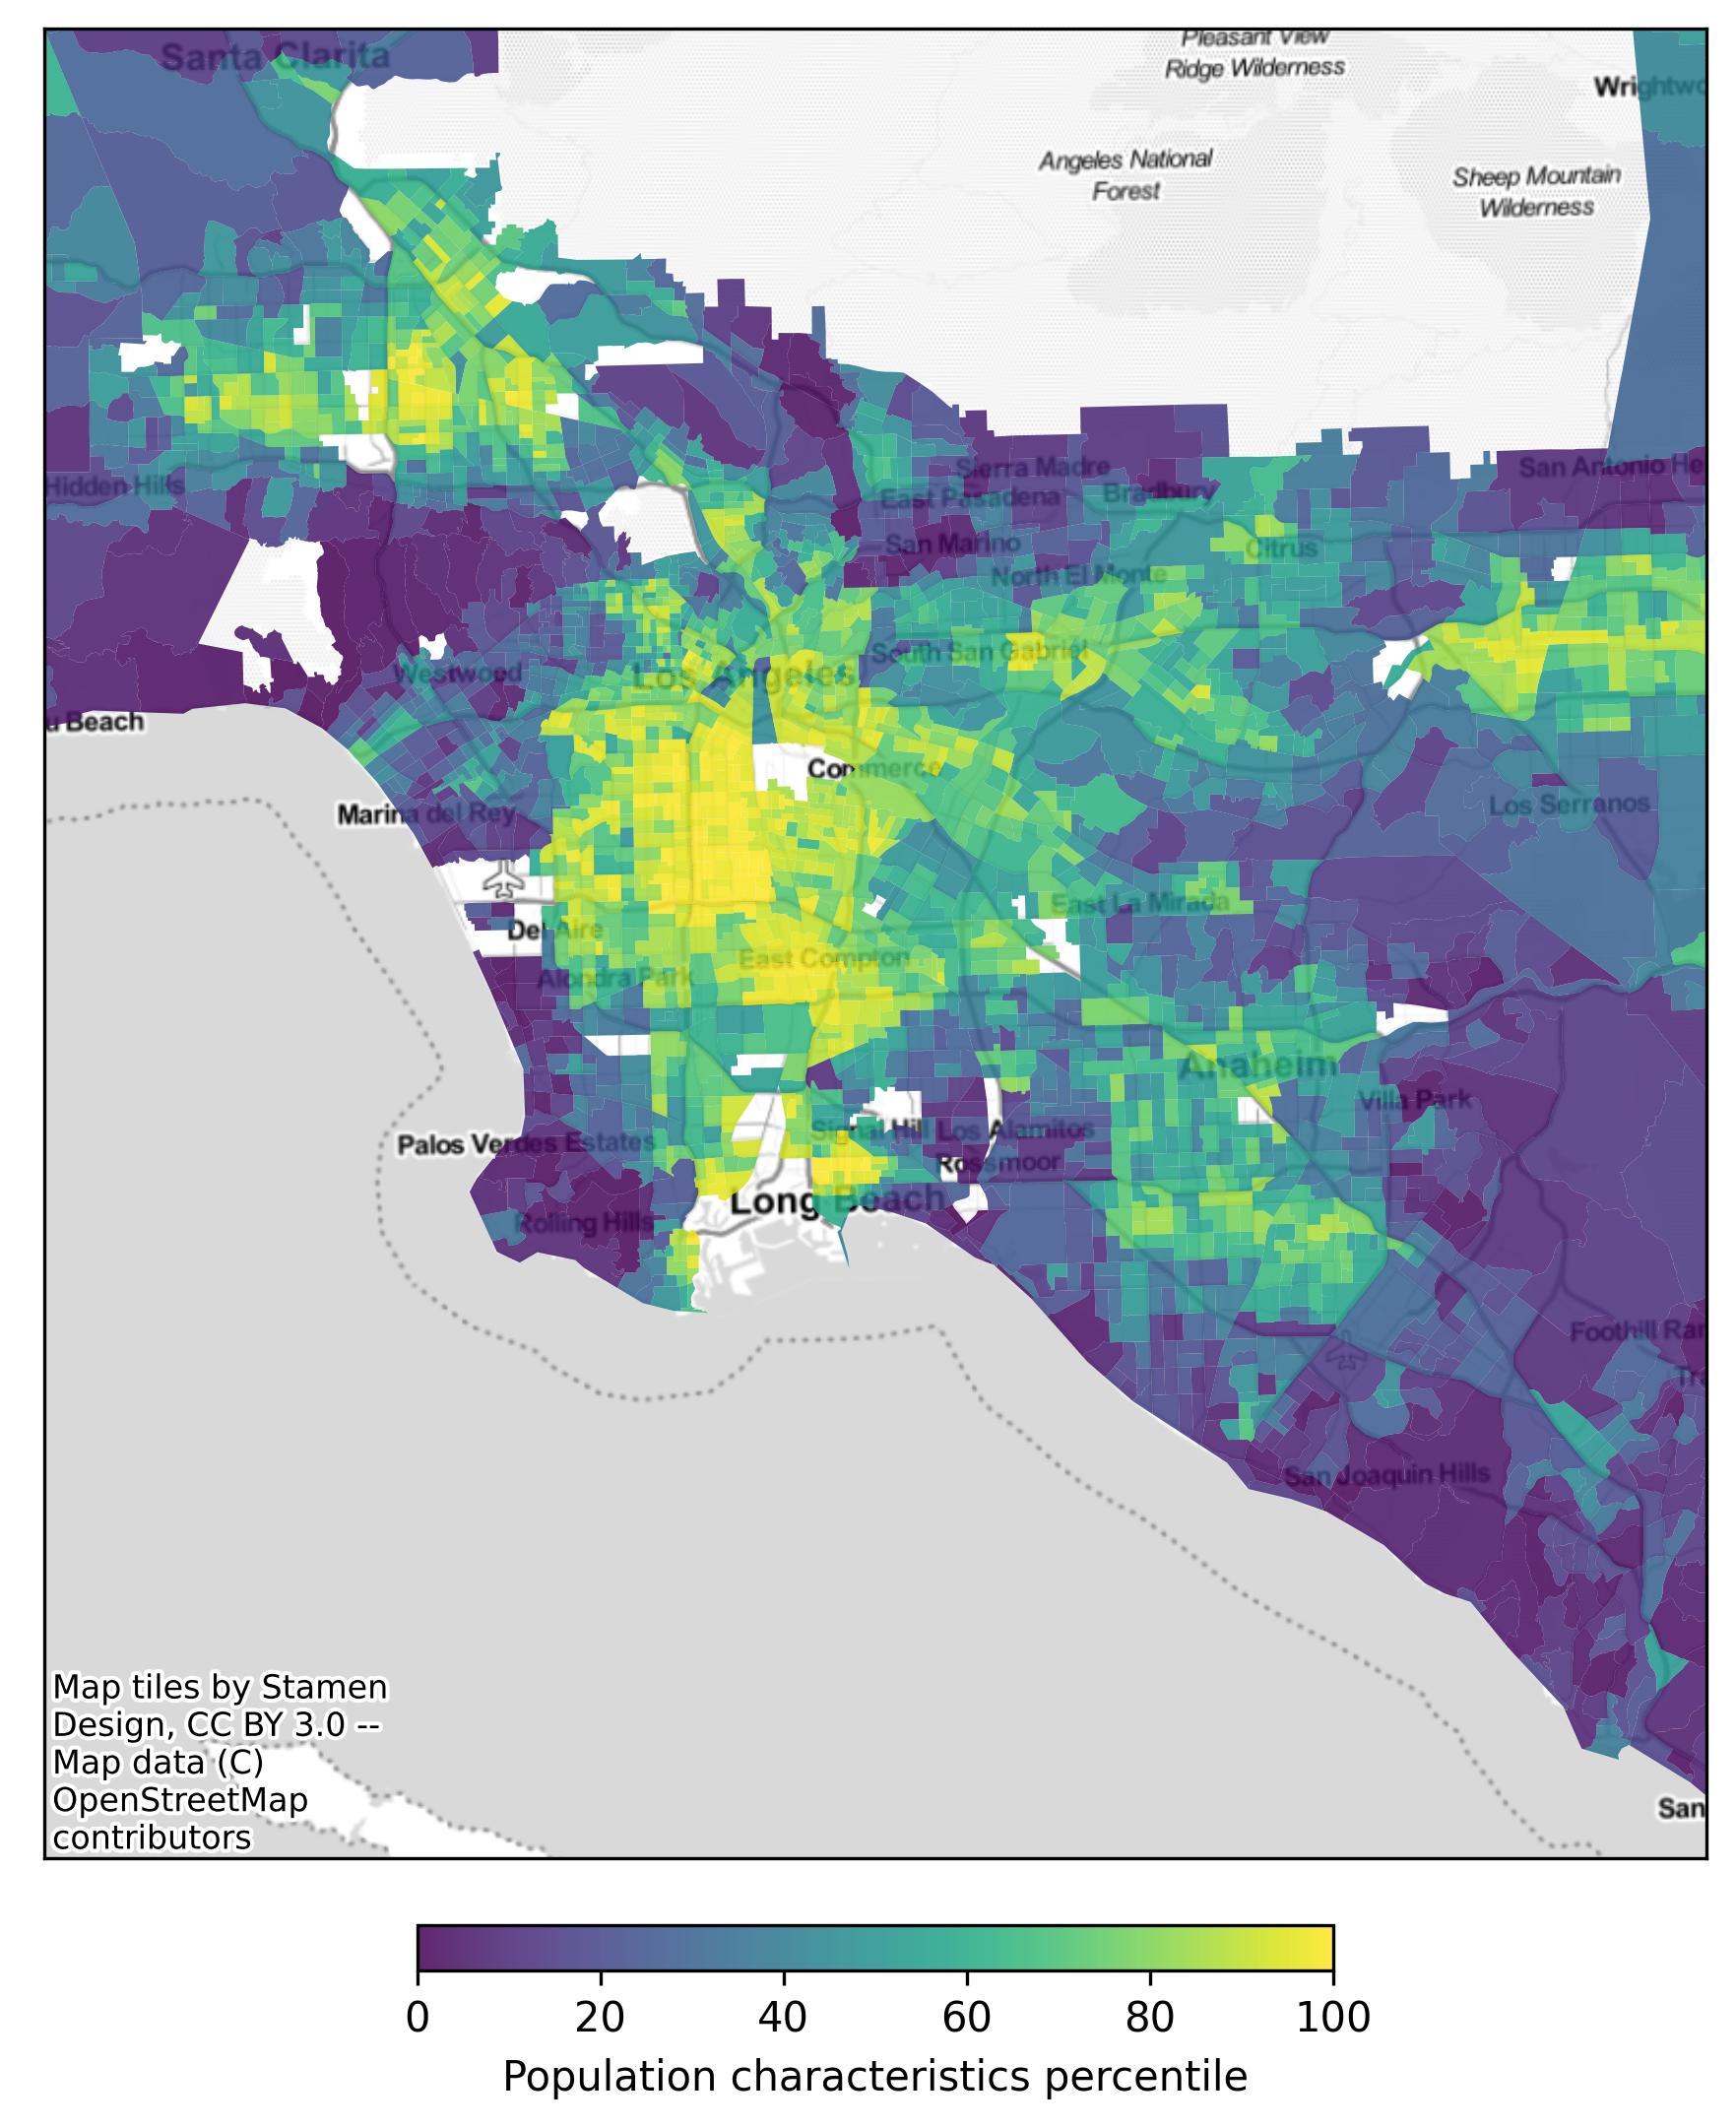 Santa Clarita
Pleasant View
Ridge Wilderness
Wrightwo
Angeles National
Forest
Sheep Mountain
Wilderness
Hidden Hills
Sierra Madre
San Antonio He
East Pasadena
Bradbury
San Marino
Citrus
North El Monte
South San Gabriel
Westwood
Los Angeles
u Beach
Commerce
Marina del Rey
Los Serranos
East La Mirada
Del Aire
East Compton
Alondra Park
Anaheim
Villa Park
Signal Hill
Los Alamitos
Palos Verdes Estates
Rossmoor
Long Beach
Rolling Hills
Foothill Ran
Tra
San Joaquin Hills
Map tiles by Stamen
Design, CC BY 3.0 --
Map data (C)
OpenStreetMap
contributors
San
0 20 40 60 80 100
Population characteristics percentile